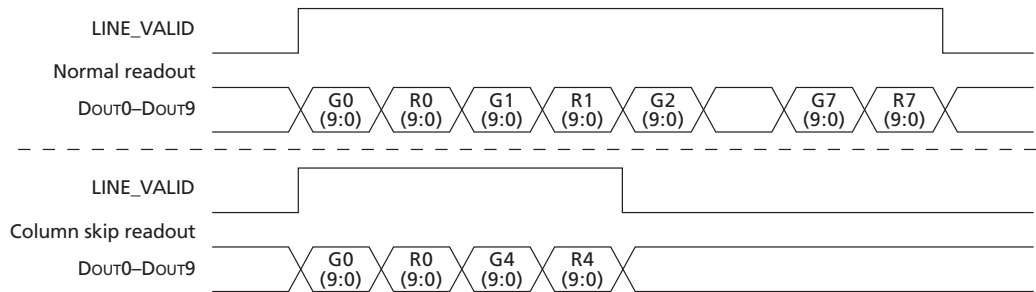 LINE_VALID
Normal readout
DOUT0–DOUT9
G0 (9:0)
R0 (9:0)
G1 (9:0)
R1 (9:0)
G2 (9:0)
G7 (9:0)
R7 (9:0)
LINE_VALID
Column skip readout
DOUT0–DOUT9
G0 (9:0)
R0 (9:0)
G4 (9:0)
R4 (9:0)